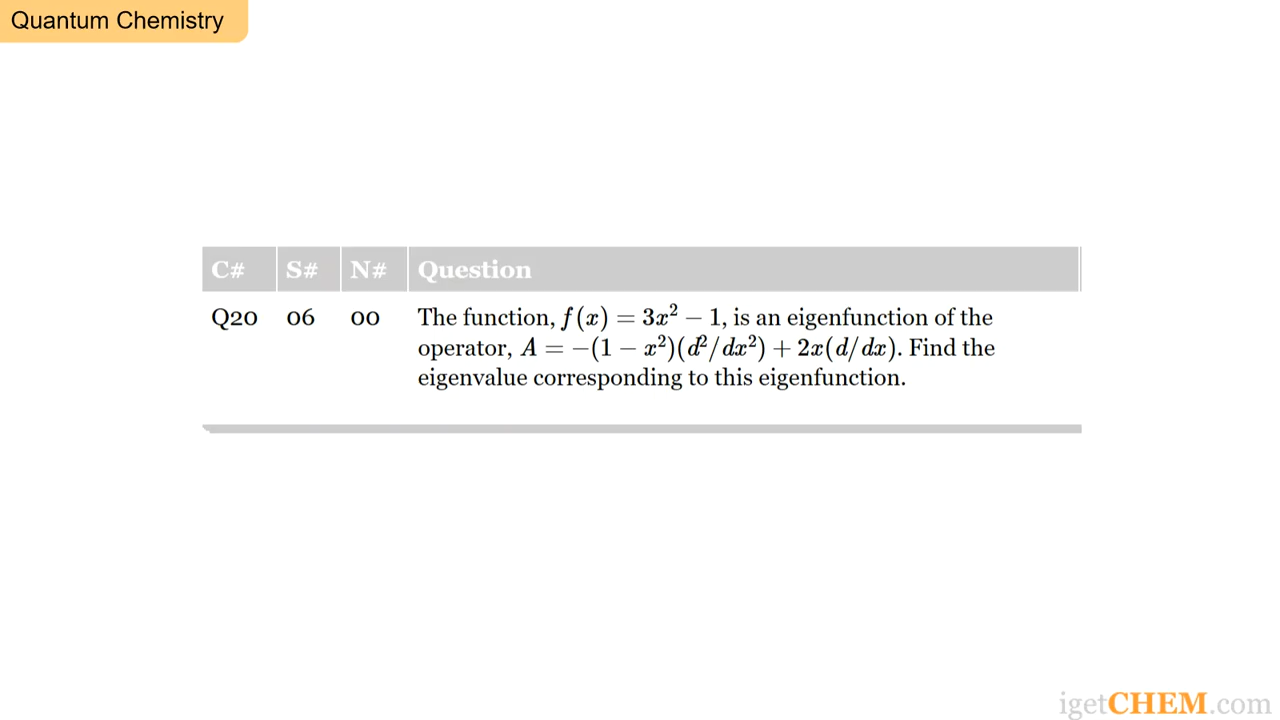 Quantum Chemistry
C# S# N# Question
Q20 06 00 The function, f(x) = 3x² − 1, is an eigenfunction of the
operator, A = −(1 − x²)(d²/dx²) + 2x(d/dx). Find the
eigenvalue corresponding to this eigenfunction.
igetCHEM.com